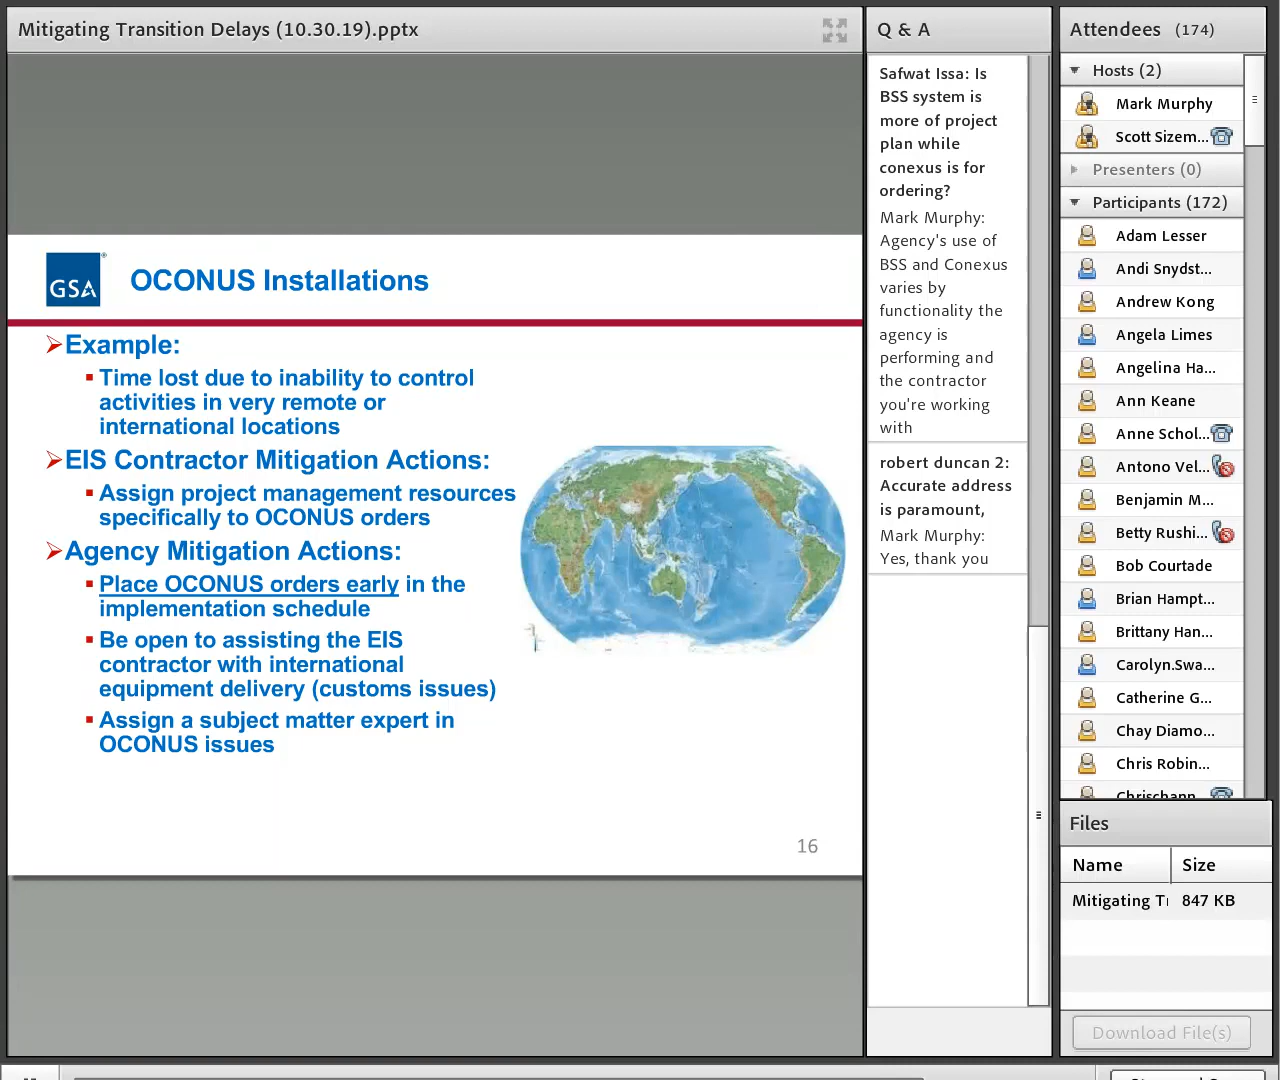 Mitigating Transition Delays (10.30.19).pptx
GSA
®
OCONUS Installations
Example:
Time lost due to inability to control
activities in very remote or
international locations
EIS Contractor Mitigation Actions:
Assign project management resources
specifically to OCONUS orders
Agency Mitigation Actions:
Place OCONUS orders early in the
implementation schedule
Be open to assisting the EIS
contractor with international
equipment delivery (customs issues)
Assign a subject matter expert in
OCONUS issues
16
Q & A
Safwat Issa: Is
BSS system is
more of project
plan while
conexus is for
ordering?
Mark Murphy:
Agency's use of
BSS and Conexus
varies by
functionality the
agency is
performing and
the contractor
you're working
with
robert duncan 2:
Accurate address
is paramount,
Mark Murphy:
Yes, thank you
Attendees (174)
Hosts (2)
Mark Murphy
Scott Sizem...
Presenters (0)
Participants (172)
Adam Lesser
Andi Snydst...
Andrew Kong
Angela Limes
Angelina Ha...
Ann Keane
Anne Schol...
Antono Vel...
Benjamin M...
Betty Rushi...
Bob Courtade
Brian Hampt...
Brittany Han...
Carolyn.Swa...
Catherine G...
Chay Diamo...
Chris Robin...
Chrischann...
Files
Name Size
Mitigating 847 KB
Download File(s)